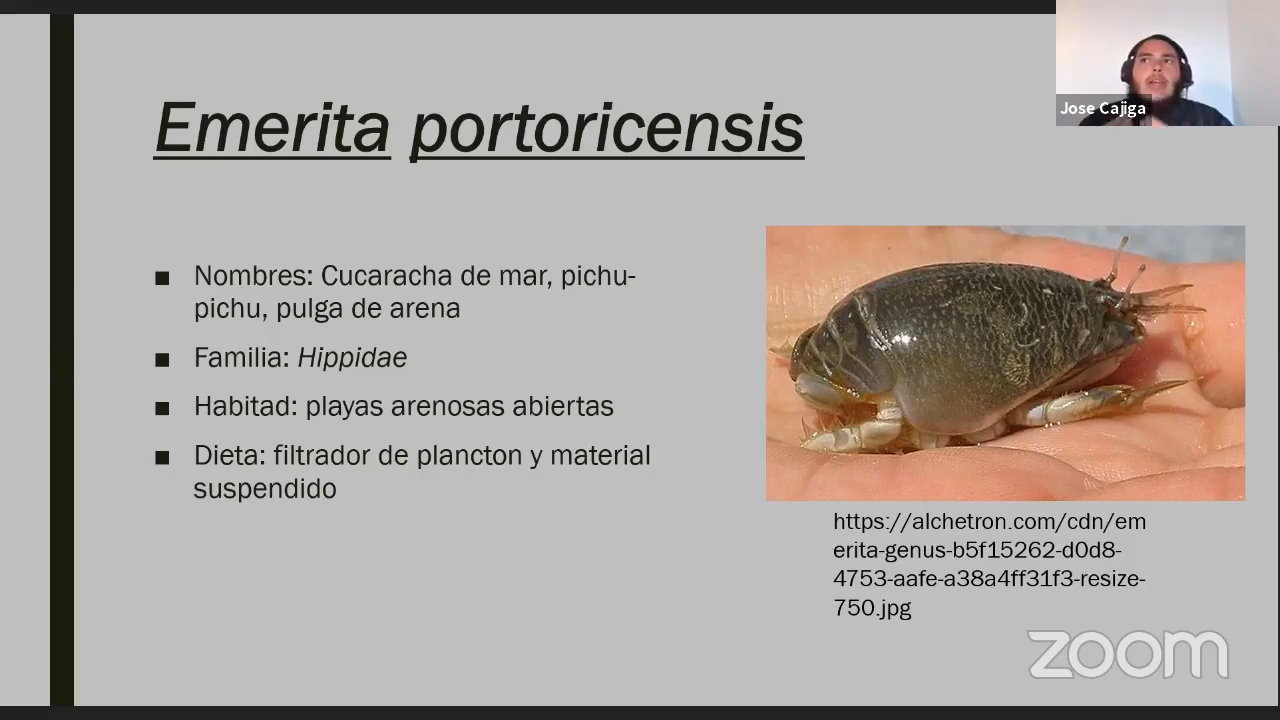 Emerita portoricensis
Jose Cajiga
■ Nombres: Cucaracha de mar, pichu-
pichu, pulga de arena
■ Familia: Hippidae
■ Habitad: playas arenosas abiertas
■ Dieta: filtrador de plancton y material
suspendido
https://alchetron.com/cdn/em
erita-genus-b5f15262-d0d8-
4753-aafe-a38a4ff31f3-resize-
750.jpg
zoom